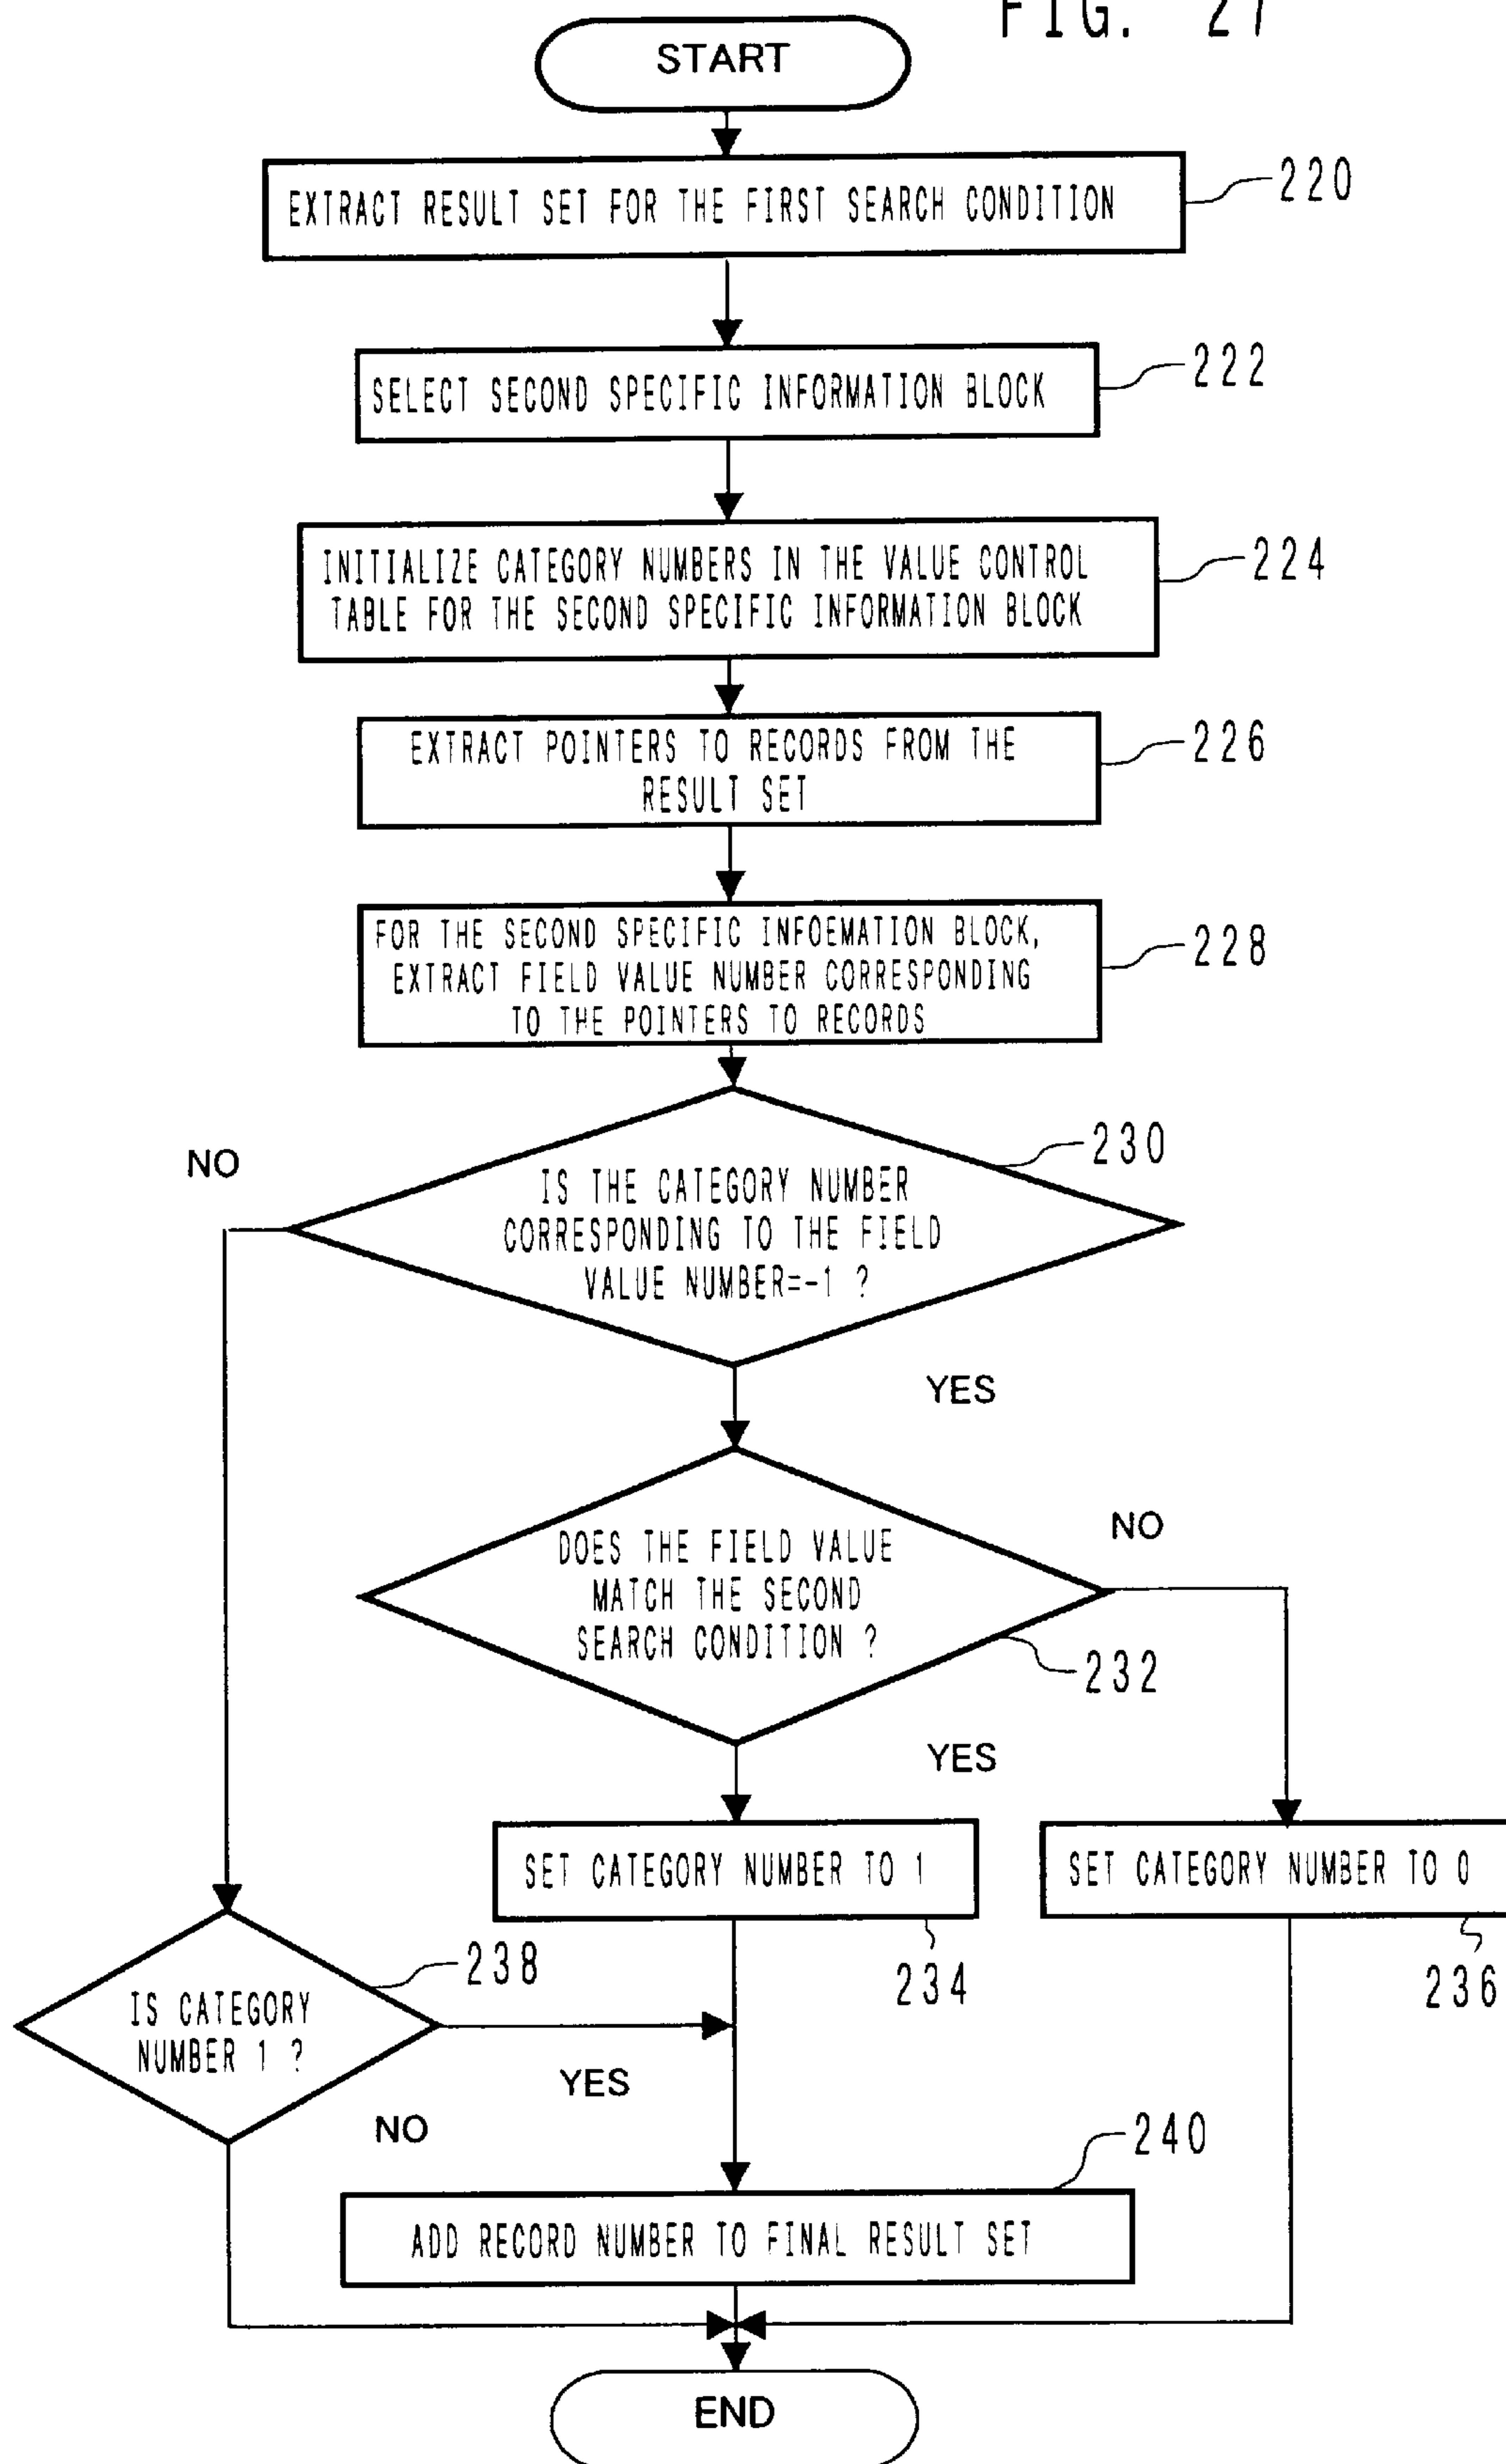 FIG. 27
START
EXTRACT RESULT SET FOR THE FIRST SEARCH CONDITION
220
SELECT SECOND SPECIFIC INFORMATION BLOCK
222
INITIALIZE CATEGORY NUMBERS IN THE VALUE CONTROL
TABLE FOR THE SECOND SPECIFIC INFORMATION BLOCK
224
EXTRACT POINTERS TO RECORDS FROM THE
RESULT SET
226
FOR THE SECOND SPECIFIC INFOEMATION BLOCK,
EXTRACT FIELD VALUE NUMBER CORRESPONDING
TO THE POINTERS TO RECORDS
228
NO
230
IS THE CATEGORY NUMBER
CORRESPONDING TO THE FIELD
VALUE NUMBER=-1 ?
YES
NO
DOES THE FIELD VALUE
MATCH THE SECOND
SEARCH CONDITION ?
232
YES
SET CATEGORY NUMBER TO 1
SET CATEGORY NUMBER TO 0
234
236
238
IS CATEGORY
NUMBER 1 ?
YES
NO
240
ADD RECORD NUMBER TO FINAL RESULT SET
END